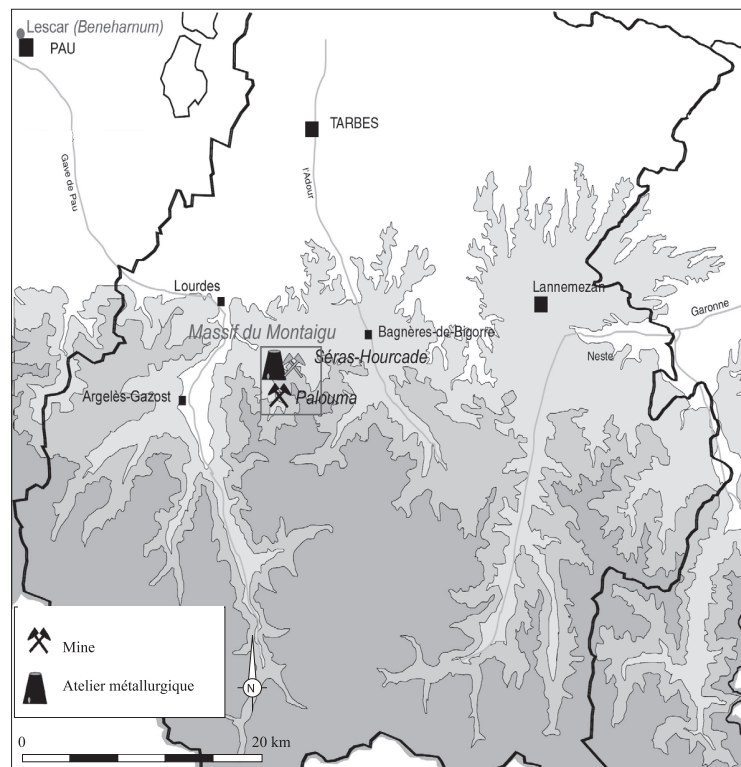 Lescar (Beneharnum)
PAU
TARBES
Gave de Pau
l'Adour
Lourdes
Lannemezan
Garonne
Massif du Montaigu
Bagnères-de-Bigorre
Séras-Hourcade
Neste
Argelès-Gazost
Palouma
Mine
Atelier métallurgique
N
0 20 km